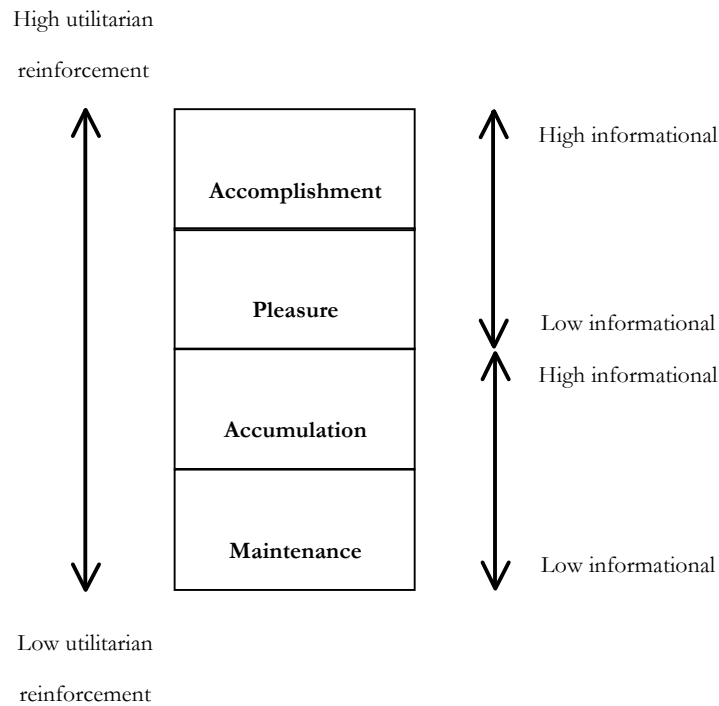 High utilitarian
reinforcement
High informational
Accomplishment
Pleasure
Low informational
High informational
Accumulation
Maintenance
Low informational
Low utilitarian
reinforcement